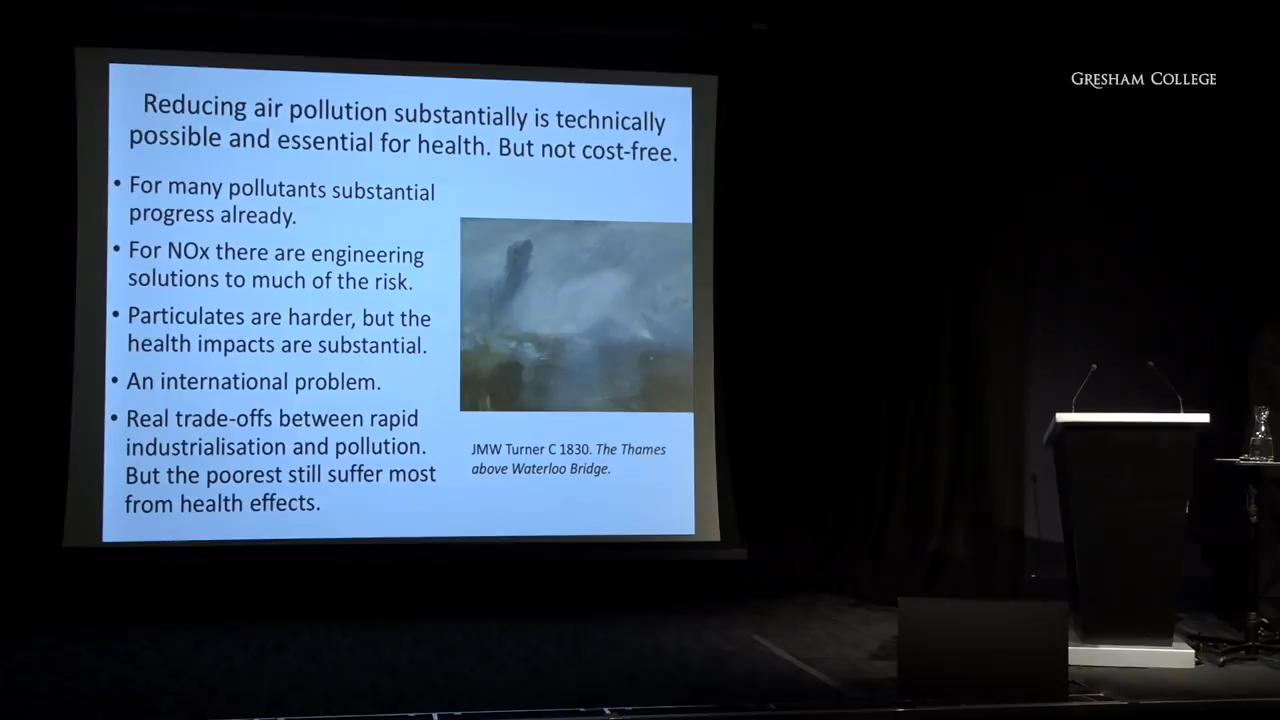 GRESHAM COLLEGE
Reducing air pollution substantially is technically
possible and essential for health. But not cost-free.
• For many pollutants substantial
progress already.
• For NOx there are engineering
solutions to much of the risk.
• Particulates are harder, but the
health impacts are substantial.
• An international problem.
• Real trade-offs between rapid
industrialisation and pollution.
But the poorest still suffer most
from health effects.
JMW Turner C 1830. The Thames
above Waterloo Bridge.